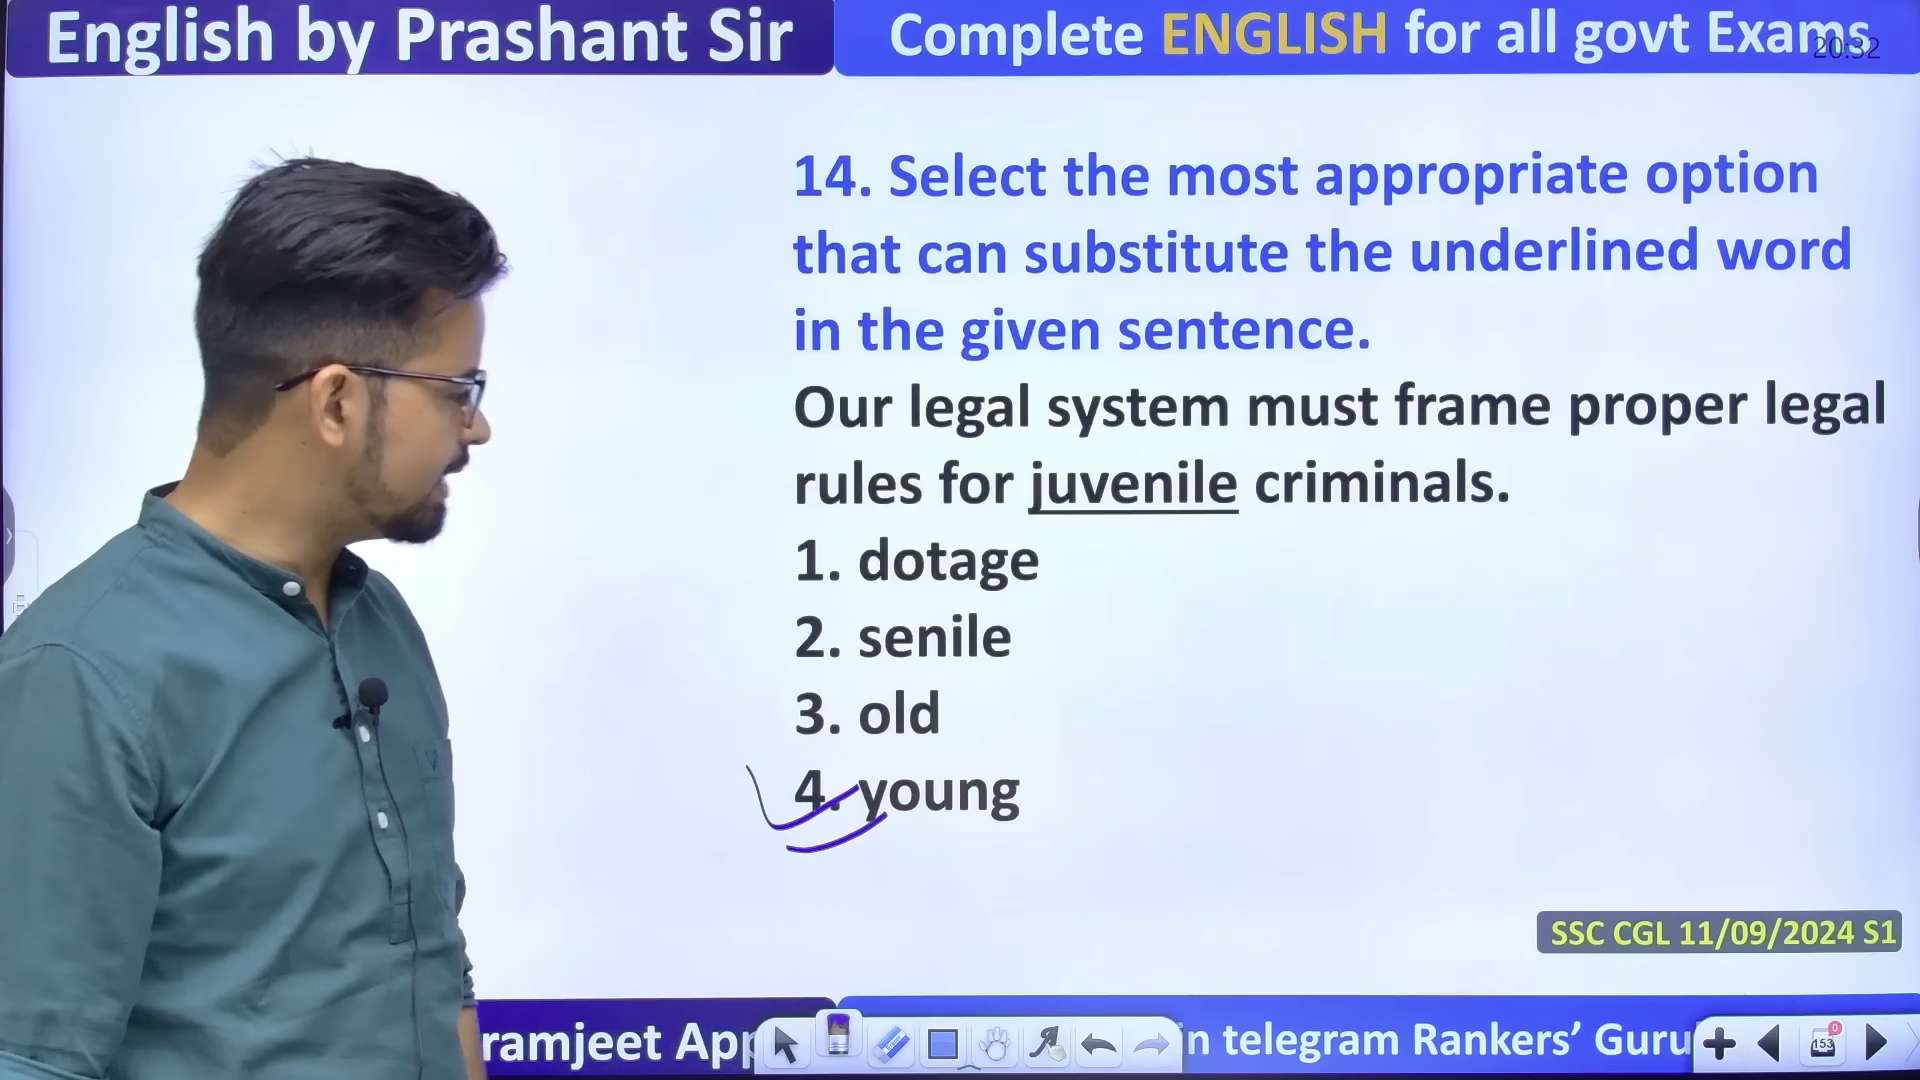 English by Prashant Sir
Complete ENGLISH for all govt Exams
20:32
14. Select the most appropriate option
that can substitute the underlined word
in the given sentence.
Our legal system must frame proper legal
rules for juvenile criminals.
1. dotage
2. senile
3. old
4. young
SSC CGL 11/09/2024 S1
ramjeet App
in telegram Rankers’ Guru
0
153